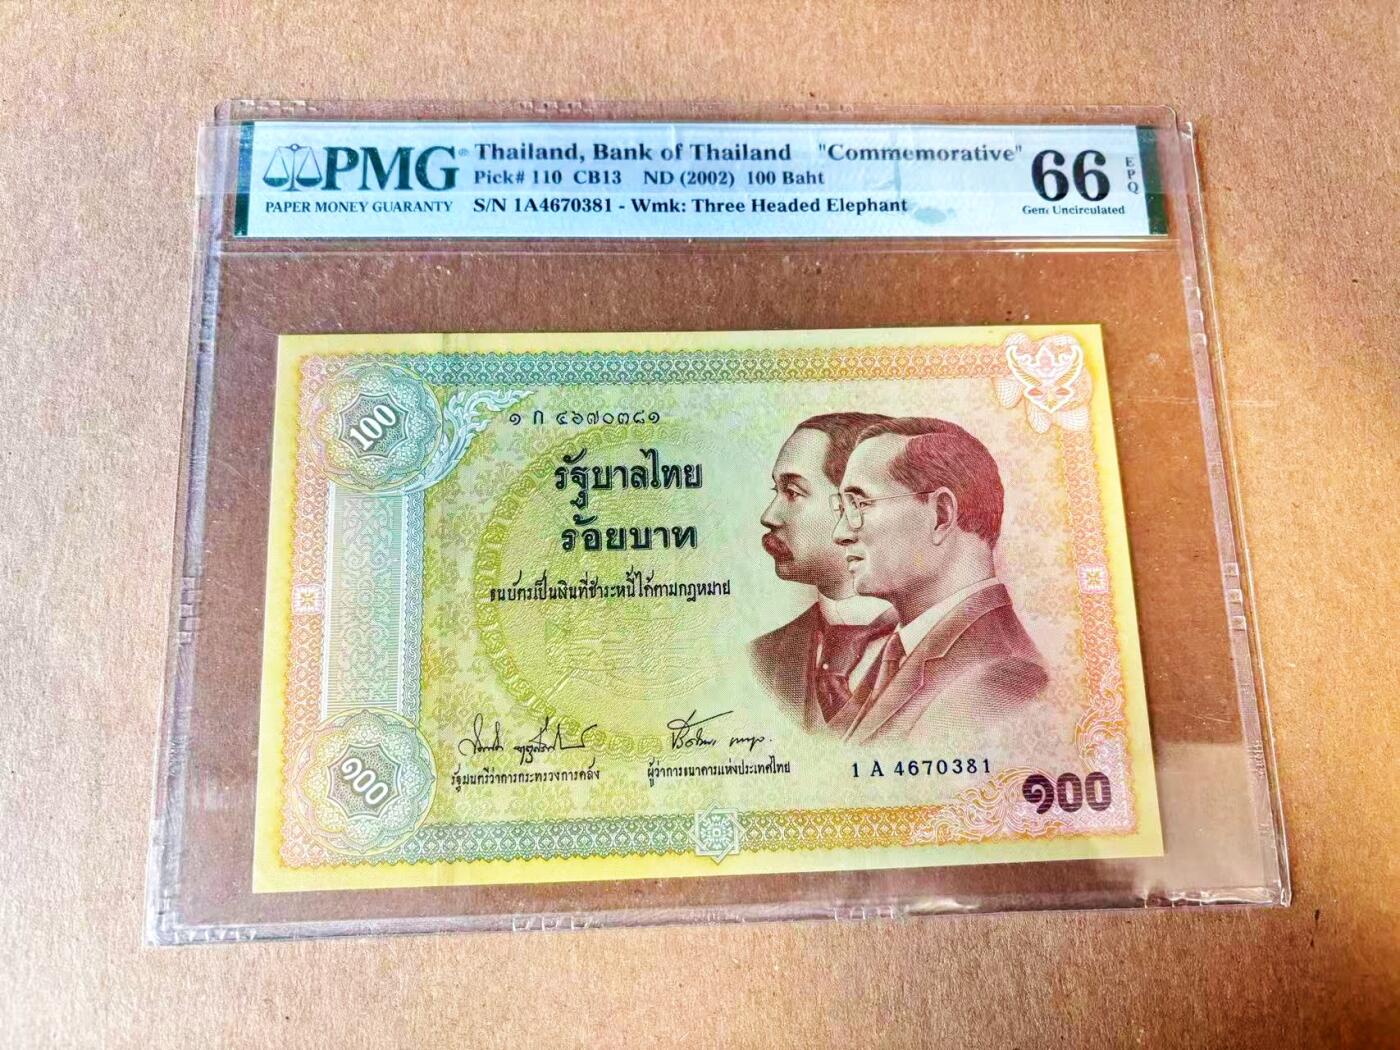 PMG® Thailand, Bank of Thailand "Commemorative" 66 EPQ
Pick# 110 CB13 ND (2002) 100 Baht
PAPER MONEY GUARANTY S/N 1A4670381 - Wmk: Three Headed Elephant Gem Uncirculated
100
๑ ก ๔๖๗๐๓๘๑
รัฐบาลไทย
ร้อยบาท
ธนบัตรเป็นเงินที่ชำระหนี้ได้ตามกฎหมาย
รัฐมนตรีว่าการกระทรวงการคลัง ผู้ว่าการธนาคารแห่งประเทศไทย 1 A 4670381
๑๐๐ ๑๐๐